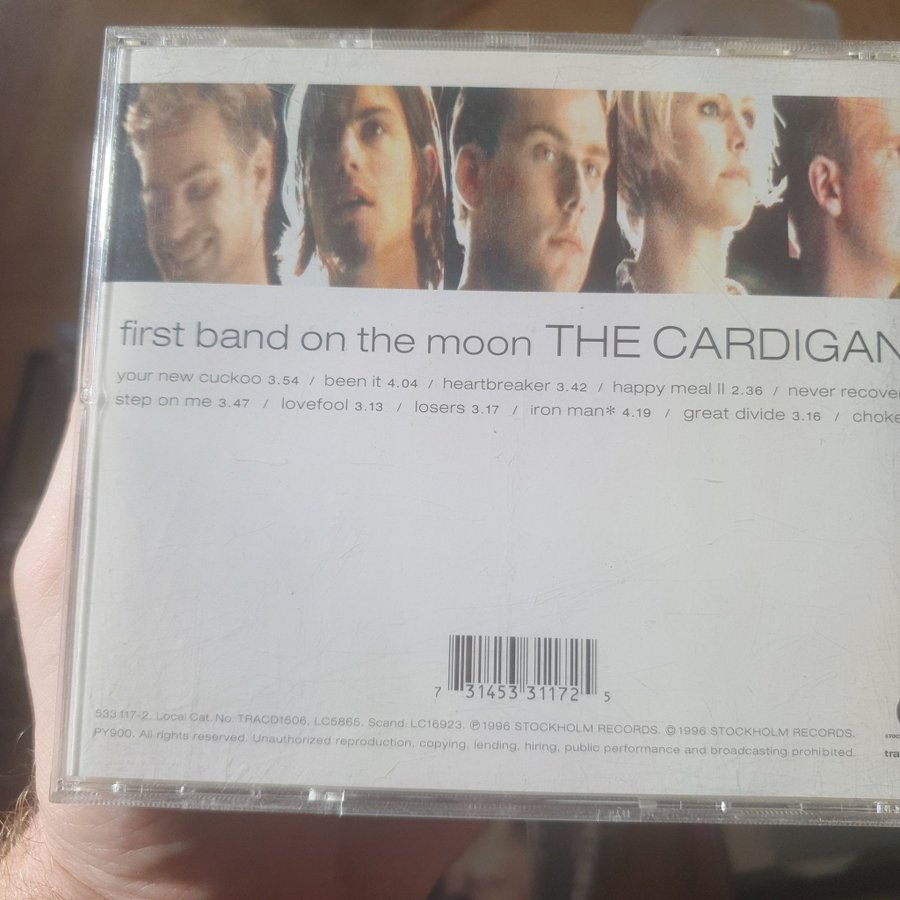 first band on the moon THE CARDIGAN
your new cuckoo 3.54 / been it 4.04 / heartbreaker 3.42 / happy meal II 2.36 / never recover
step on me 3.47 / lovefool 3.13 / losers 3.17 / iron man* 4.19 / great divide 3.16 / choke
7 31453 31172 5
533 117-2. Local Cat. No. TRACD1506. LC5865. Scand. LC16923. ℗1996 STOCKHOLM RECORDS. ©1996 STOCKHOLM RECORDS.
PY900. All rights reserved. Unauthorized reproduction, copying, lending, hiring, public performance and broadcasting prohibited.